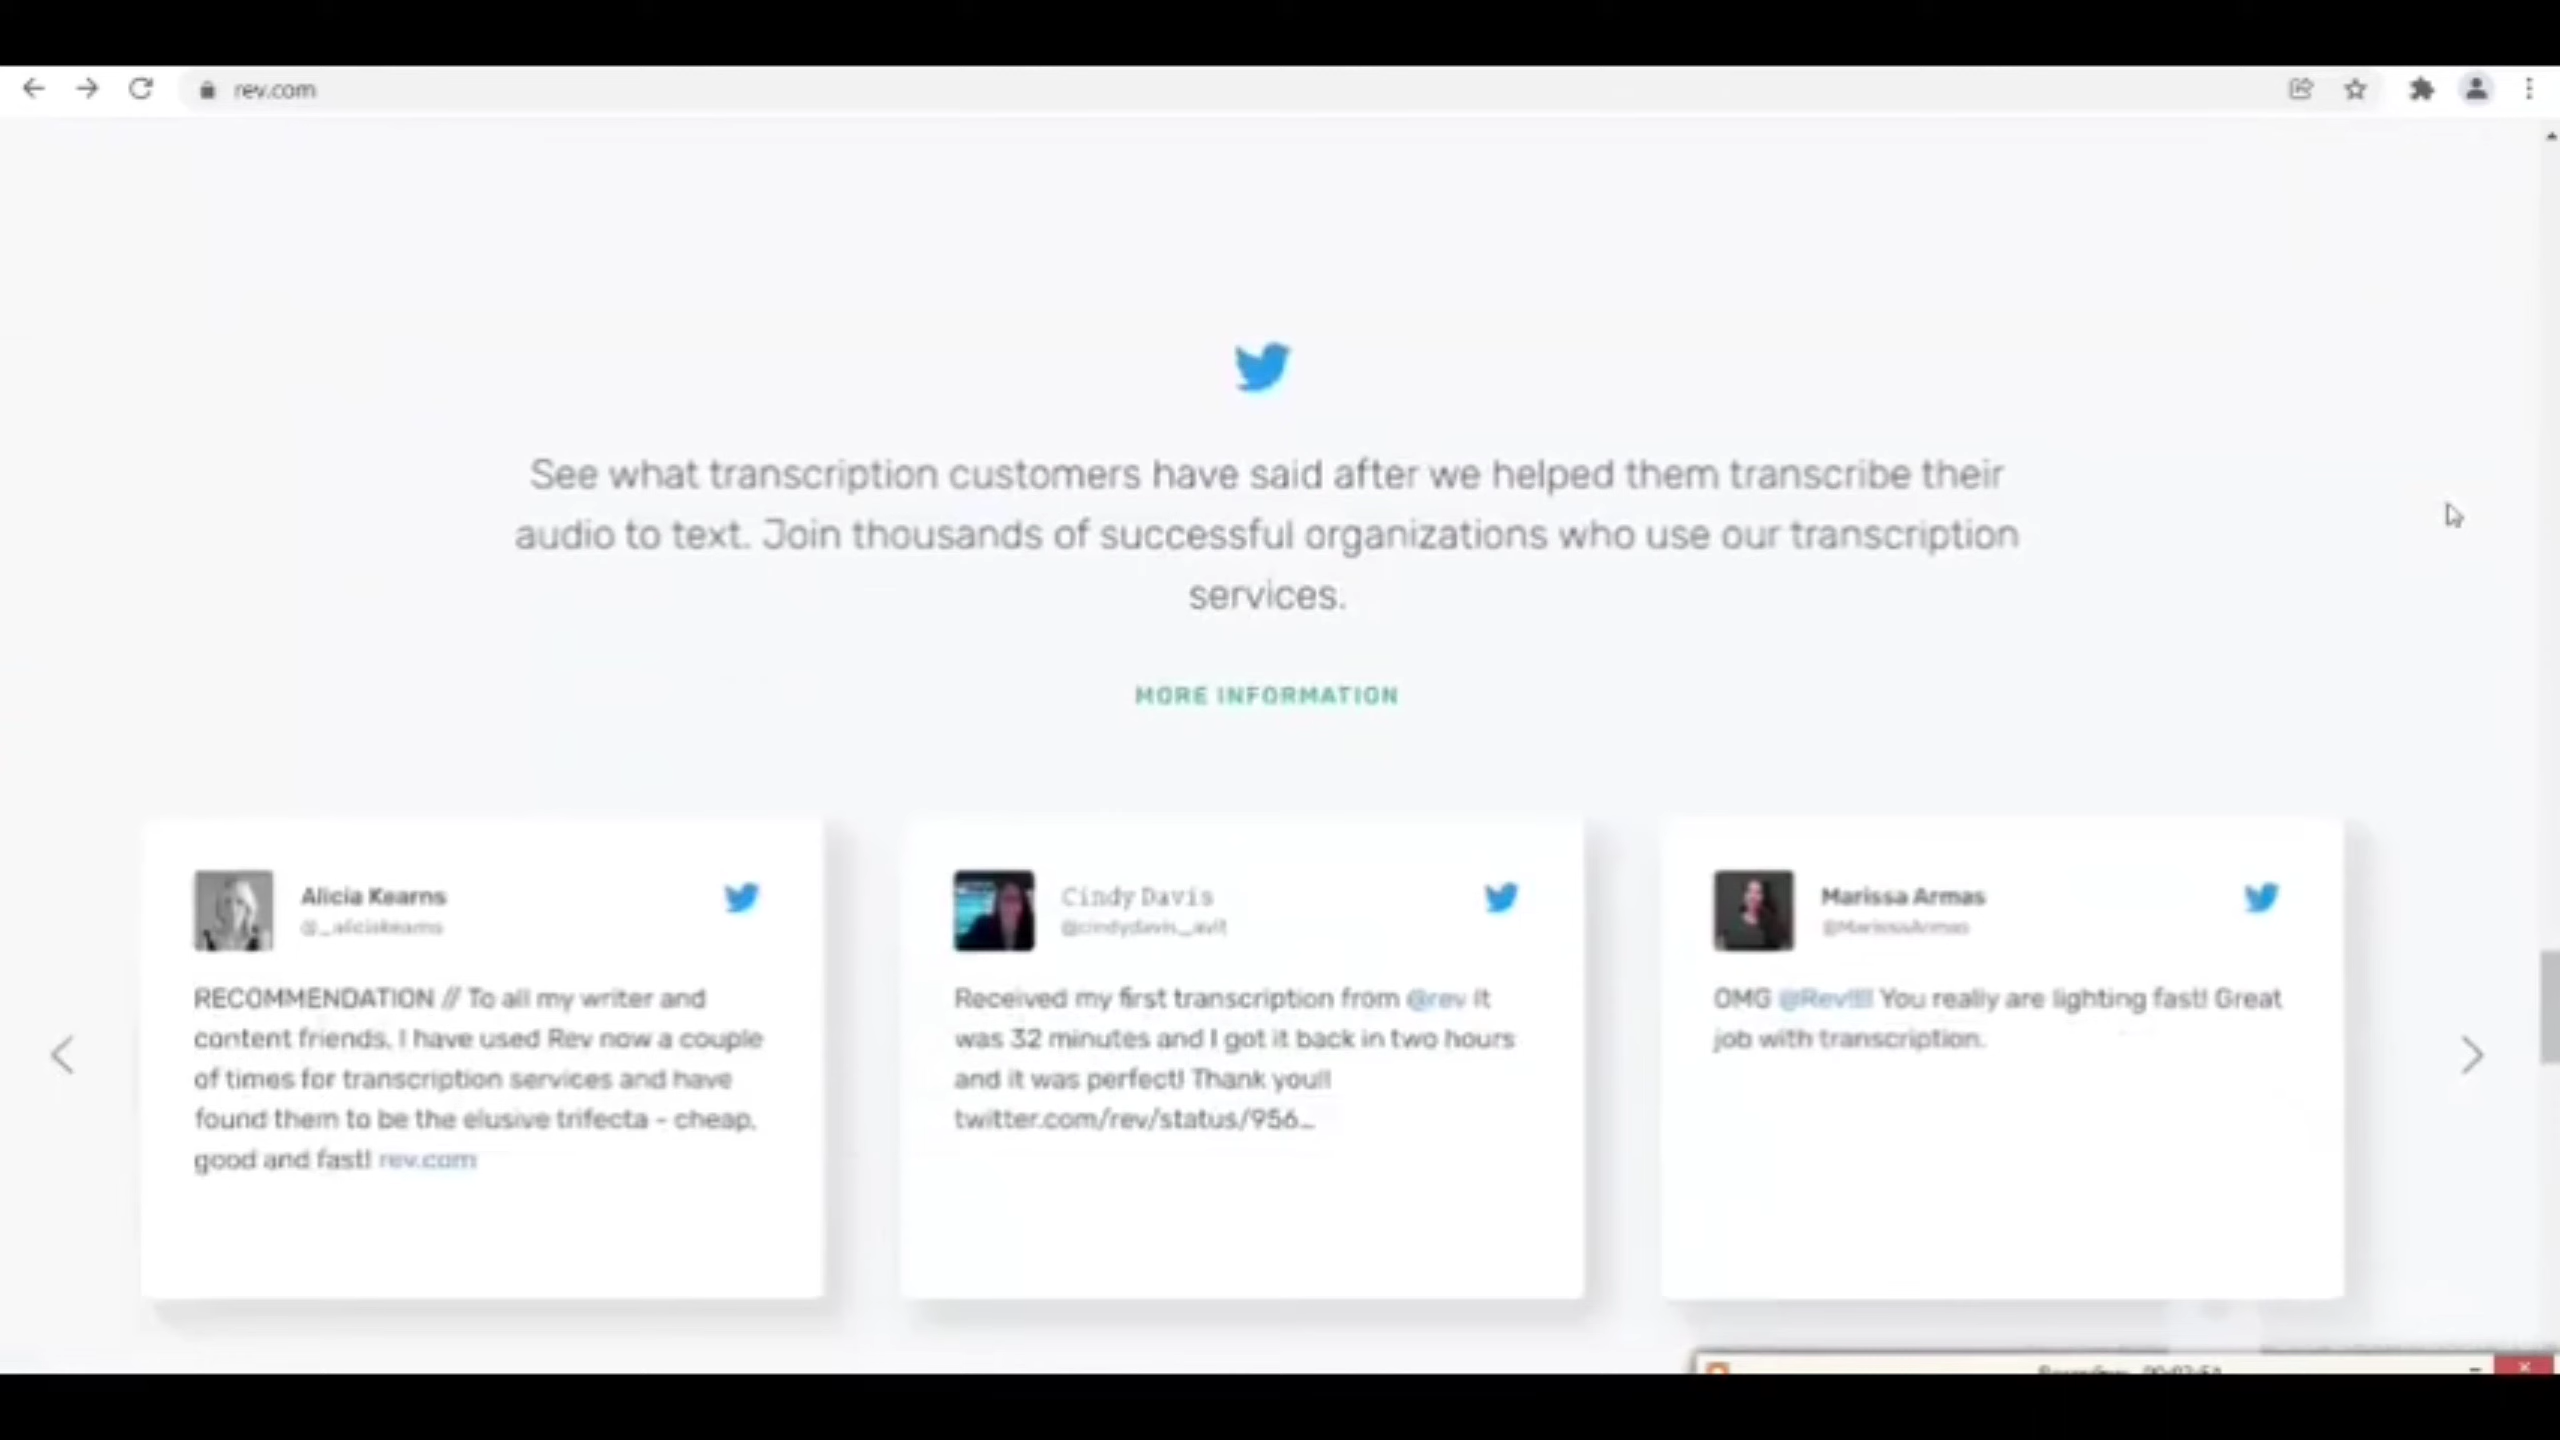 rev.com
See what transcription customers have said after we helped them transcribe their
audio to text. Join thousands of successful organizations who use our transcription
services.
MORE INFORMATION
Alicia Kearns
@_aliciakearns
RECOMMENDATION // To all my writer and
content friends, I have used Rev now a couple
of times for transcription services and have
found them to be the elusive trifecta - cheap,
good and fast! rev.com
Cindy Davis
@cindydavis_avit
Received my first transcription from @rev it
was 32 minutes and I got it back in two hours
and it was perfect! Thank you!!
twitter.com/rev/status/956…
Marissa Armas
@MarissaArmas
OMG @Rev!!!! You really are lighting fast! Great
job with transcription.